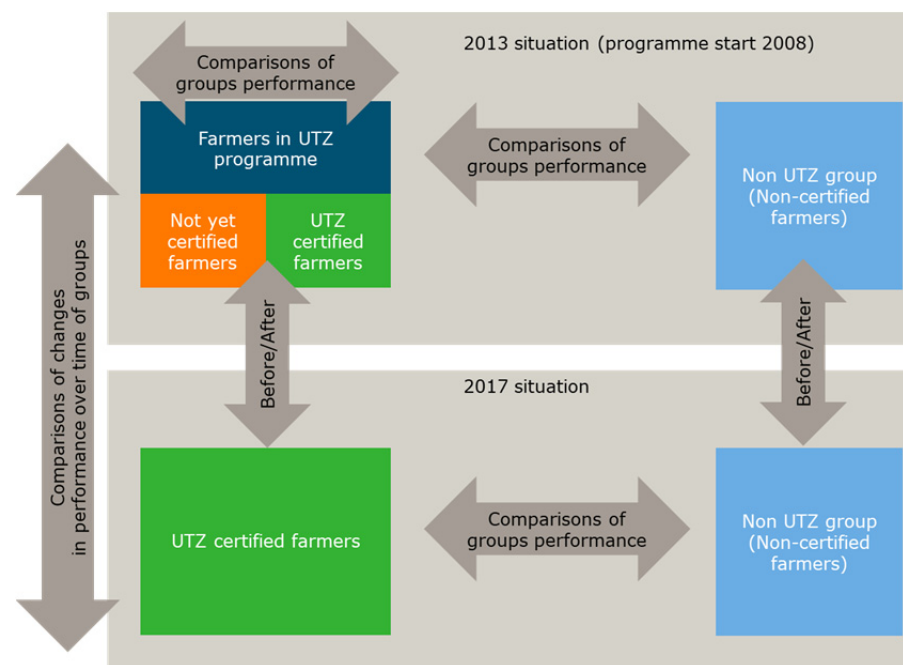 2013 situation (programme start 2008)
Comparisons of
groups performance
Farmers in UTZ
programme
Not yet
certified
farmers
UTZ
certified
farmers
Comparisons of
groups performance
Non UTZ group
(Non-certified
farmers)
Comparisons of changes
in performance over time of groups
Before/After
Before/After
2017 situation
UTZ certified farmers
Comparisons of
groups performance
Non UTZ group
(Non-certified
farmers)